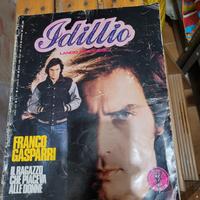 Idillio
FRANCO
GASPARRI
IL RAGAZZO
CHE PIACEVA
ALLE DONNE